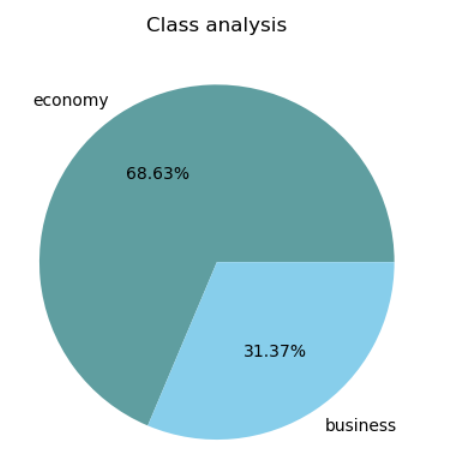 Class analysis
economy
68.63%
31.37%
business